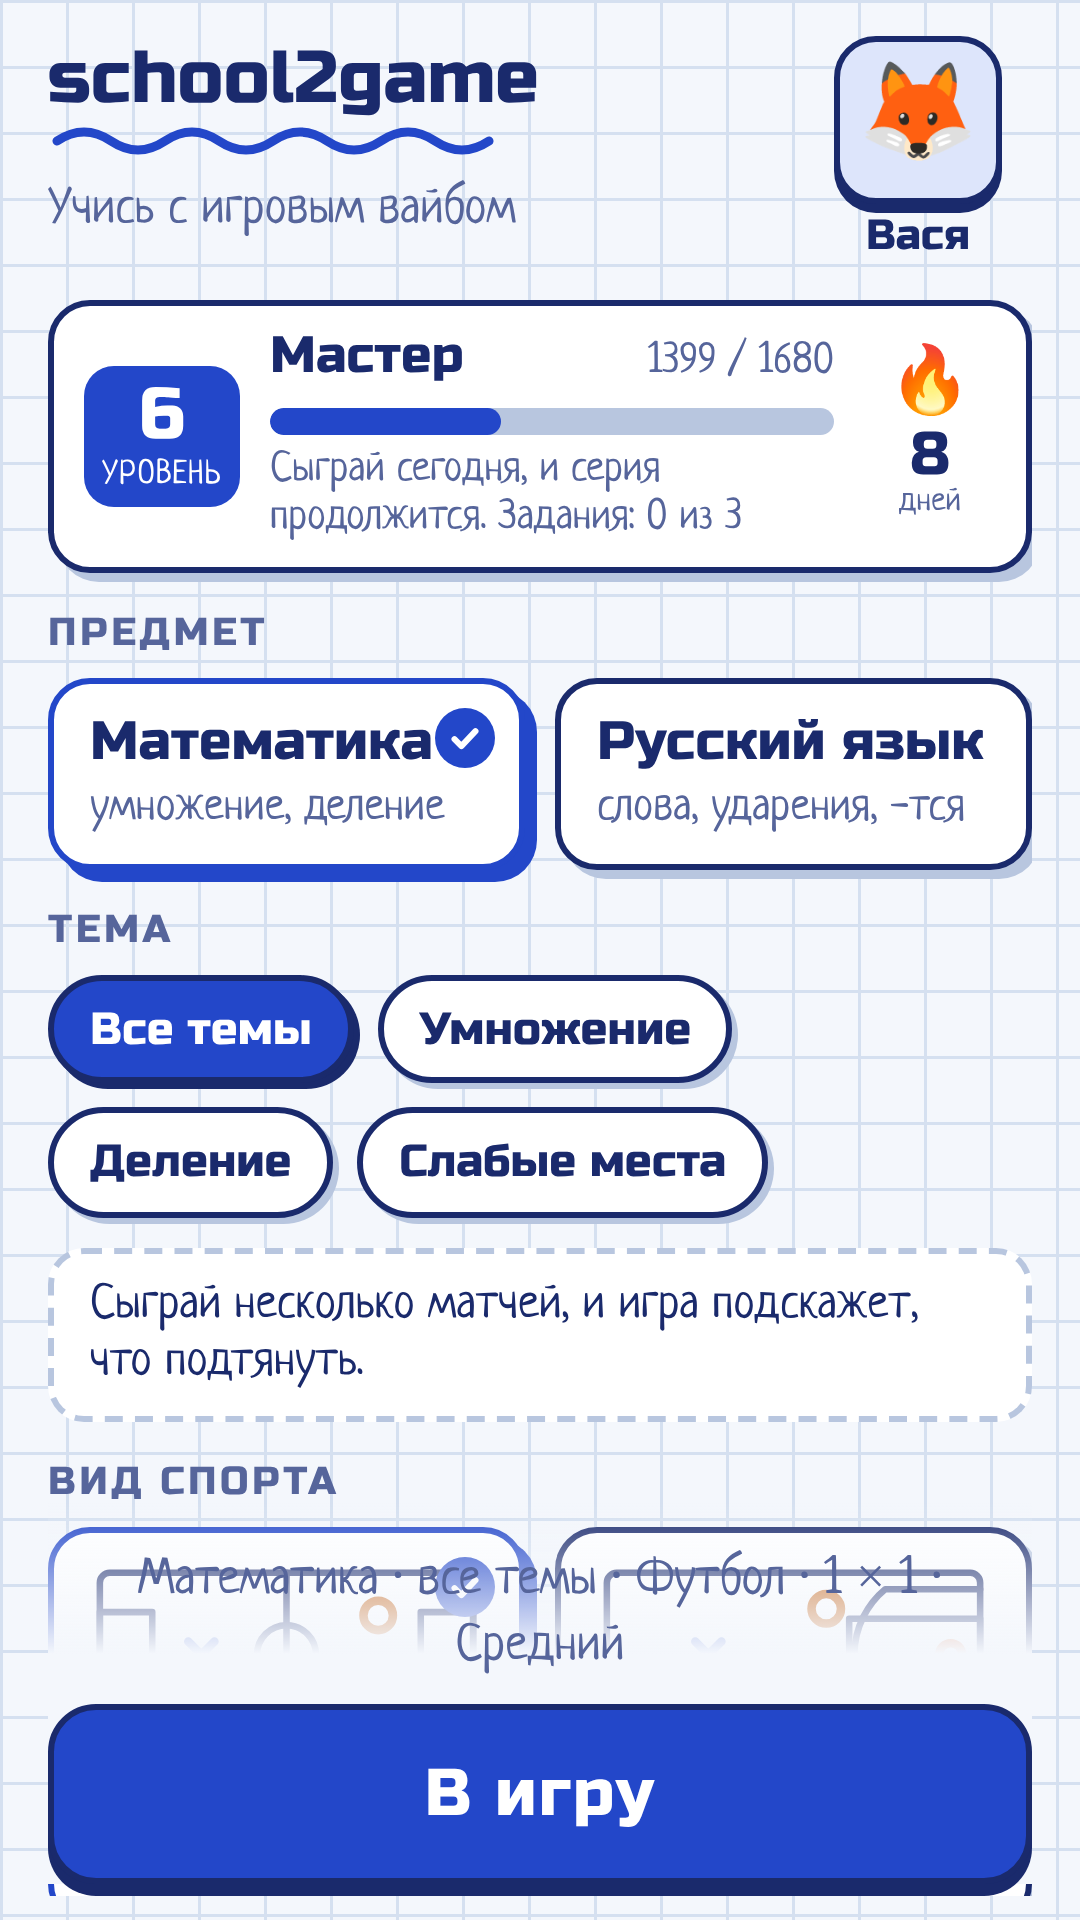 school2game
Учись с игровым вайбом
Вася
6
УРОВЕНЬ
Мастер
1399 / 1680
Сыграй сегодня, и серия
продолжится. Задания: 0 из 3
8
дней
ПРЕДМЕТ
Математика
умножение, деление
Русский язык
слова, ударения, -тся
ТЕМА
Все темы
Умножение
Деление
Слабые места
Сыграй несколько матчей, и игра подскажет,
что подтянуть.
ВИД СПОРТА
Математика · все темы · Футбол · 1 × 1 ·
Средний
В игру